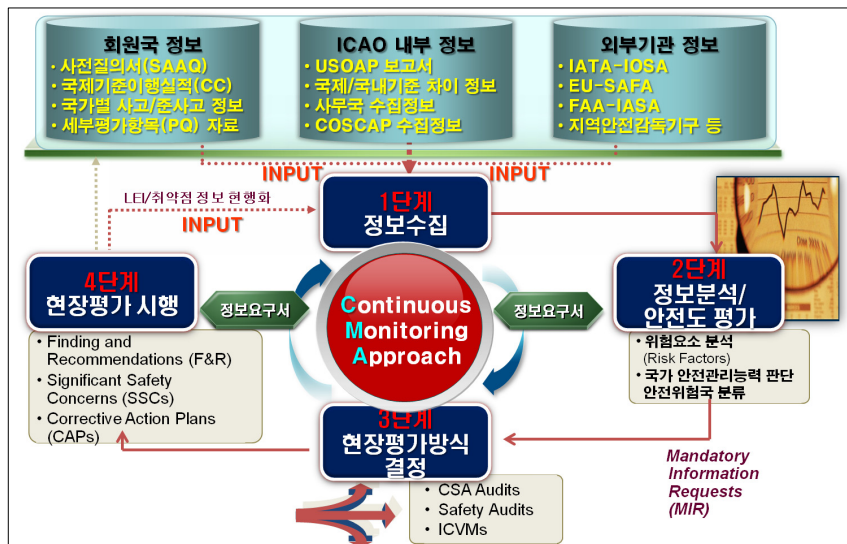 회원국 정보
• 사전질의서(SAAQ)
• 국제기준이행실적(CC)
• 국가별 사고/준사고 정보
• 세부평가항목(PQ) 자료
ICAO 내부 정보
• USOAP 보고서
• 국제/국내기준 차이 정보
• 사무국 수집정보
• COSCAP 수집정보
외부기관 정보
• IATA-IOSA
• EU-SAFA
• FAA-IASA
• 지역안전감독기구 등
INPUT
INPUT
LEI/취약점 정보 현행화
INPUT
1단계
정보수집
4단계
현장평가 시행
정보요구서
Continuous
Monitoring
Approach
정보요구서
2단계
정보분석/
안전도 평가
• Finding and
Recommendations (F&R)
• Significant Safety
Concerns (SSCs)
• Corrective Action Plans
(CAPs)
• 위험요소 분석
(Risk Factors)
• 국가 안전관리능력 판단
안전위험국 분류
3단계
현장평가방식
결정
Mandatory
Information
Requests
(MIR)
• CSA Audits
• Safety Audits
• ICVMs